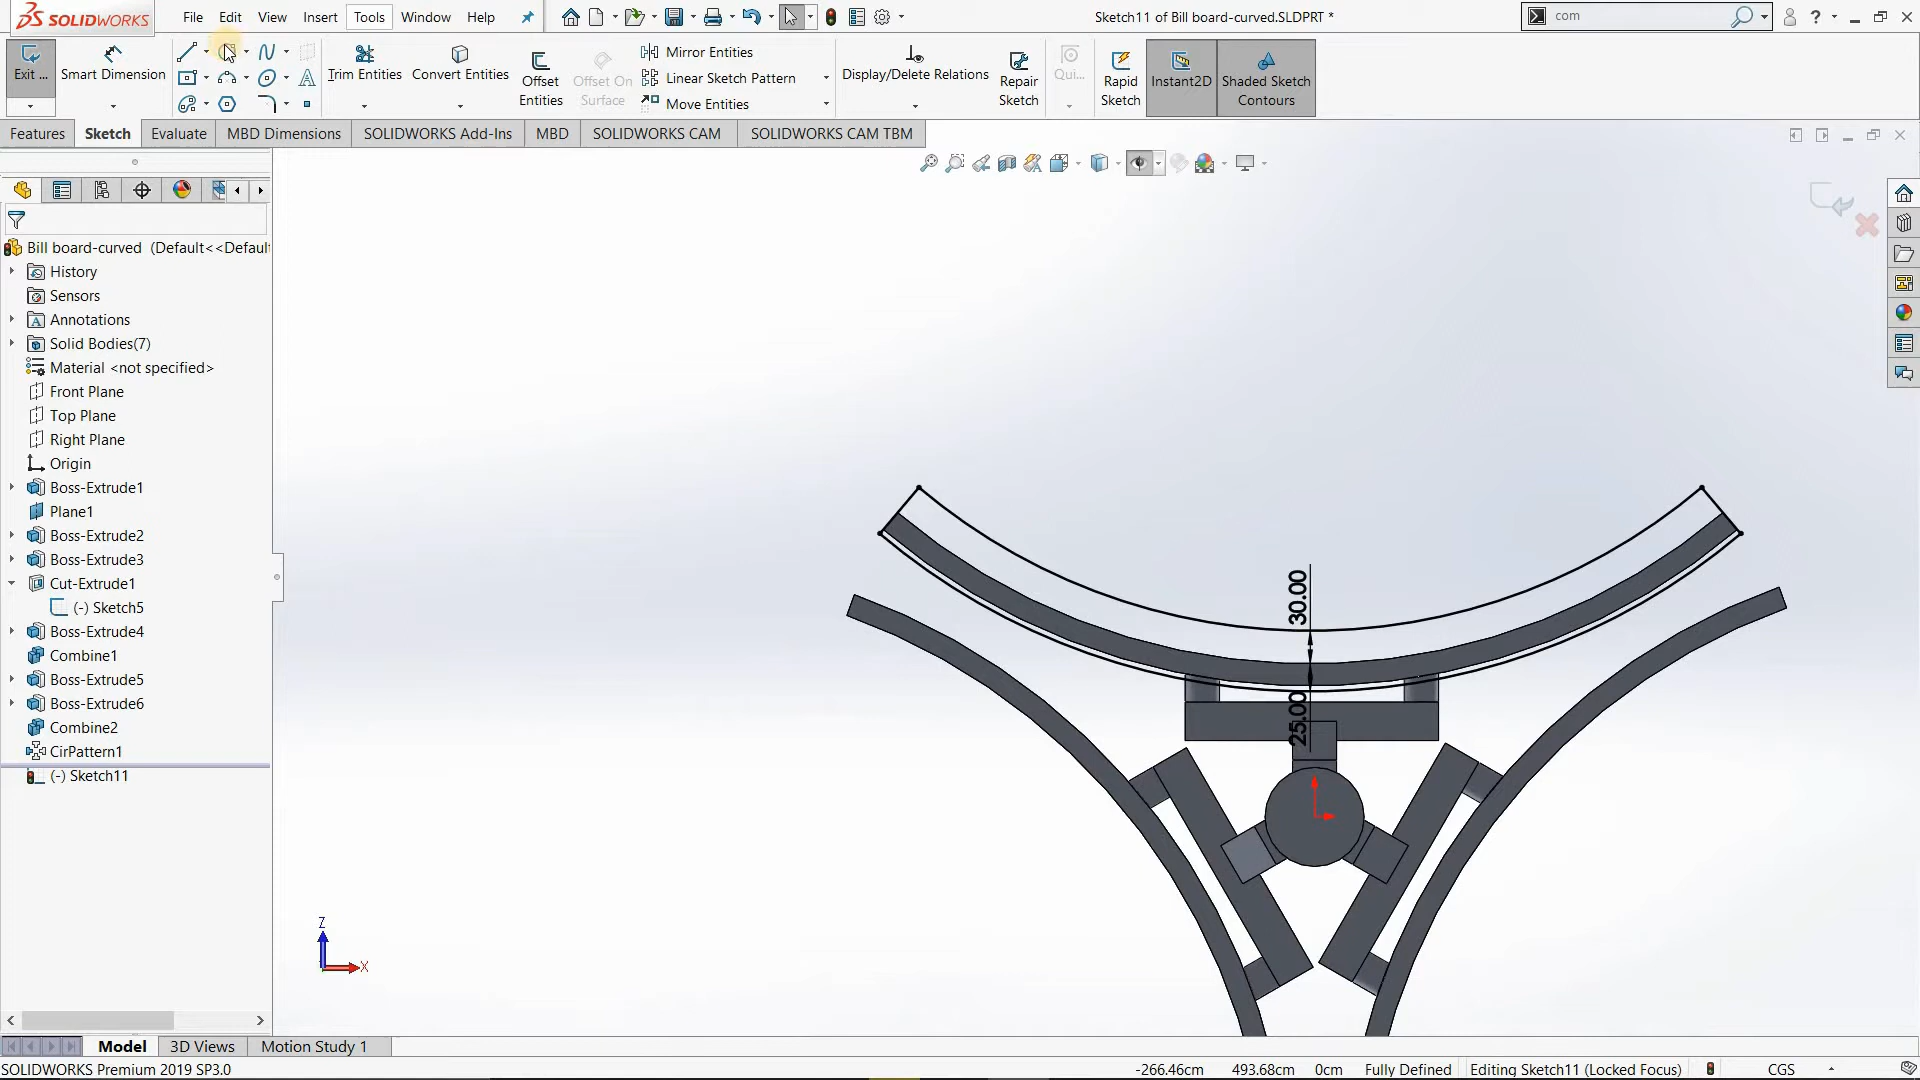 SOLIDWORKS
File Edit View Insert Tools Window Help
Sketch11 of Bill board-curved.SLDPRT *
com
Exit ...
Smart Dimension
Trim Entities
Convert Entities
Offset Entities
Offset On Surface
Mirror Entities
Linear Sketch Pattern
Move Entities
Display/Delete Relations
Repair Sketch
Qui...
Rapid Sketch
Instant2D
Shaded Sketch Contours
Features Sketch Evaluate MBD Dimensions SOLIDWORKS Add-Ins MBD SOLIDWORKS CAM SOLIDWORKS CAM TBM
Bill board-curved (Default<<Defaul
History
Sensors
Annotations
Solid Bodies(7)
Material <not specified>
Front Plane
Top Plane
Right Plane
Origin
Boss-Extrude1
Plane1
Boss-Extrude2
Boss-Extrude3
Cut-Extrude1
(-) Sketch5
Boss-Extrude4
Combine1
Boss-Extrude5
Boss-Extrude6
Combine2
CirPattern1
(-) Sketch11
30.00
25.00
Z
X
Model 3D Views Motion Study 1
SOLIDWORKS Premium 2019 SP3.0
-266.46cm 493.68cm 0cm Fully Defined Editing Sketch11 (Locked Focus) CGS